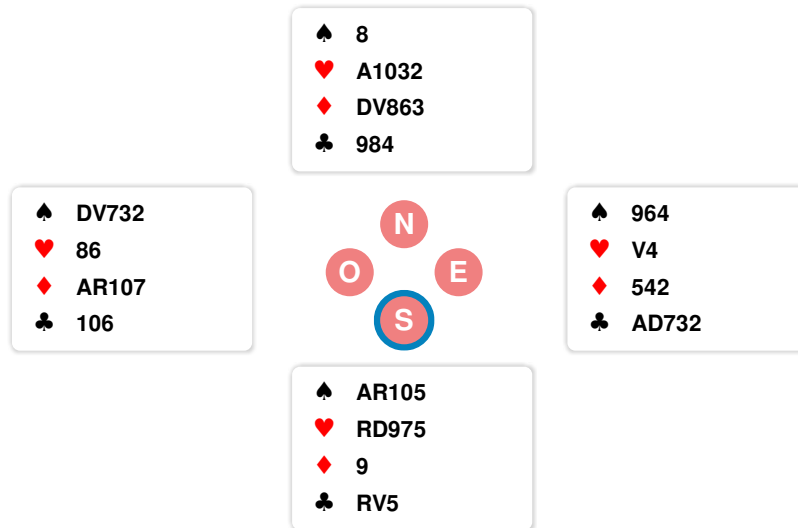 ♠ 8
♥ A1032
♦ DV863
♣ 984
♠ DV732
♥ 86
♦ AR107
♣ 106
N
O E
S
♠ 964
♥ V4
♦ 542
♣ AD732
♠ AR105
♥ RD975
♦ 9
♣ RV5